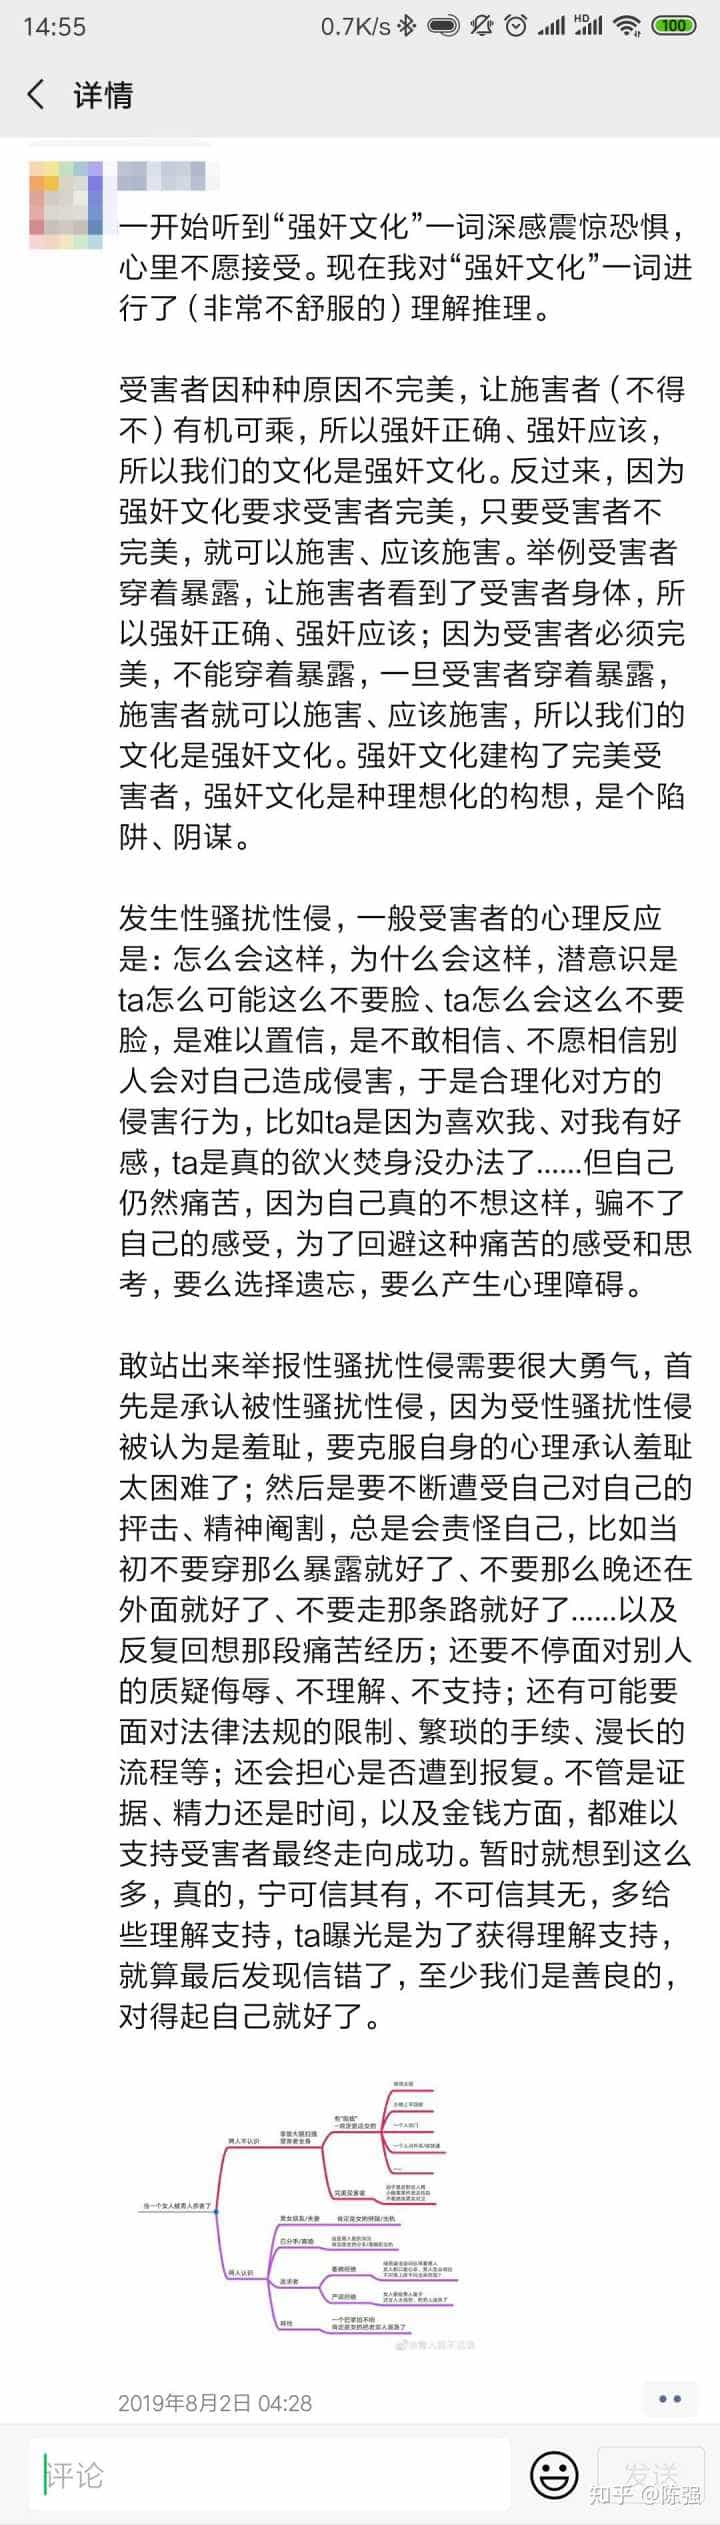 14:55
0.7K/s
HD
100
详情
一开始听到“强奸文化”一词深感震惊恐惧，
心里不愿接受。现在我对“强奸文化”一词进
行了（非常不舒服的）理解推理。
受害者因种种原因不完美，让施害者（不得
不）有机可乘，所以强奸正确、强奸应该，
所以我们的文化是强奸文化。反过来，因为
强奸文化要求受害者完美，只要受害者不
完美，就可以施害、应该施害。举例受害者
穿着暴露，让施害者看到了受害者身体，所
以强奸正确、强奸应该；因为受害者必须完
美，不能穿着暴露，一旦受害者穿着暴露，
施害者就可以施害、应该施害，所以我们的
文化是强奸文化。强奸文化建构了完美受
害者，强奸文化是种理想化的构想，是个陷
阱、阴谋。
发生性骚扰性侵，一般受害者的心理反应
是：怎么会这样，为什么会这样，潜意识是
ta怎么可能这么不要脸、ta怎么会这么不要
脸，是难以置信，是不敢相信、不愿相信别
人会对自己造成侵害，于是合理化对方的
侵害行为，比如ta是因为喜欢我、对我有好
感，ta是真的欲火焚身没办法了……但自己
仍然痛苦，因为自己真的不想这样，骗不了
自己的感受，为了回避这种痛苦的感受和思
考，要么选择遗忘，要么产生心理障碍。
敢站出来举报性骚扰性侵需要很大勇气，首
先是承认被性骚扰性侵，因为受性骚扰性侵
被认为是羞耻，要克服自身的心理承认羞耻
太困难了；然后是要不断遭受自己对自己的
抨击、精神阉割，总是会责怪自己，比如当
初不要穿那么暴露就好了、不要那么晚还在
外面就好了、不要走那条路就好了……以及
反复回想那段痛苦经历；还要不停面对别人
的质疑侮辱、不理解、不支持；还有可能要
面对法律法规的限制、繁琐的手续、漫长的
流程等；还会担心是否遭到报复。不管是证
据、精力还是时间，以及金钱方面，都难以
支持受害者最终走向成功。暂时就想到这么
多，真的，宁可信其有，不可信其无，多给
些理解支持，ta曝光是为了获得理解支持，
就算最后发现信错了，至少我们是善良的，
对得起自己就好了。
当一个女人被男人侵害了
两人不认识
完美受害者
两人认识
追求者
2019年8月2日 04:28
评论
发送
知乎 @陈强